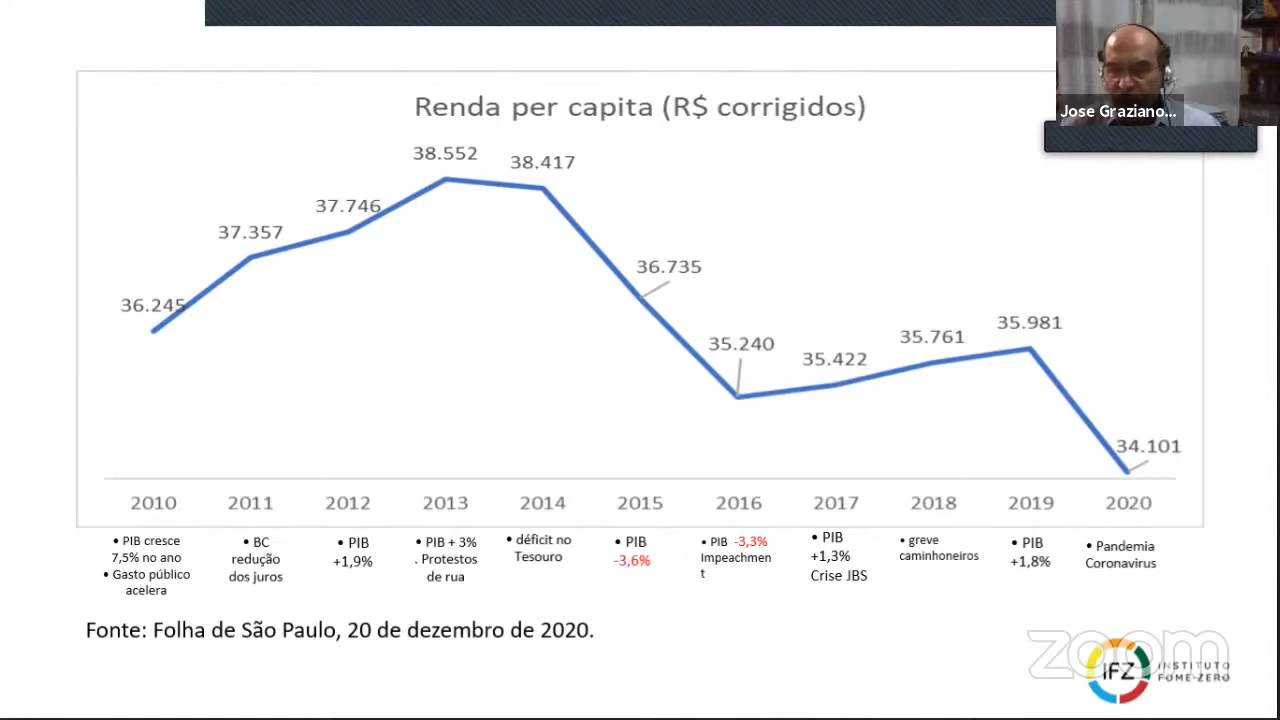 Jose Graziano...
Renda per capita (R$ corrigidos)
38.552
38.417
37.746
37.357
36.735
36.245
35.240
35.422
35.761
35.981
34.101
2010 2011 2012 2013 2014 2015 2016 2017 2018 2019 2020
• PIB cresce
7,5% no ano
• Gasto público
acelera
• BC
redução
dos juros
• PIB
+1,9%
• PIB + 3%
. Protestos
de rua
• déficit no
Tesouro
• PIB
-3,6%
• PIB -3,3%
Impeachmen
t
• PIB
+1,3%
Crise JBS
• greve
caminhoneiros
• PIB
+1,8%
• Pandemia
Coronavirus
Fonte: Folha de São Paulo, 20 de dezembro de 2020.
zoom
IFZ
INSTITUTO
FOME·ZERO